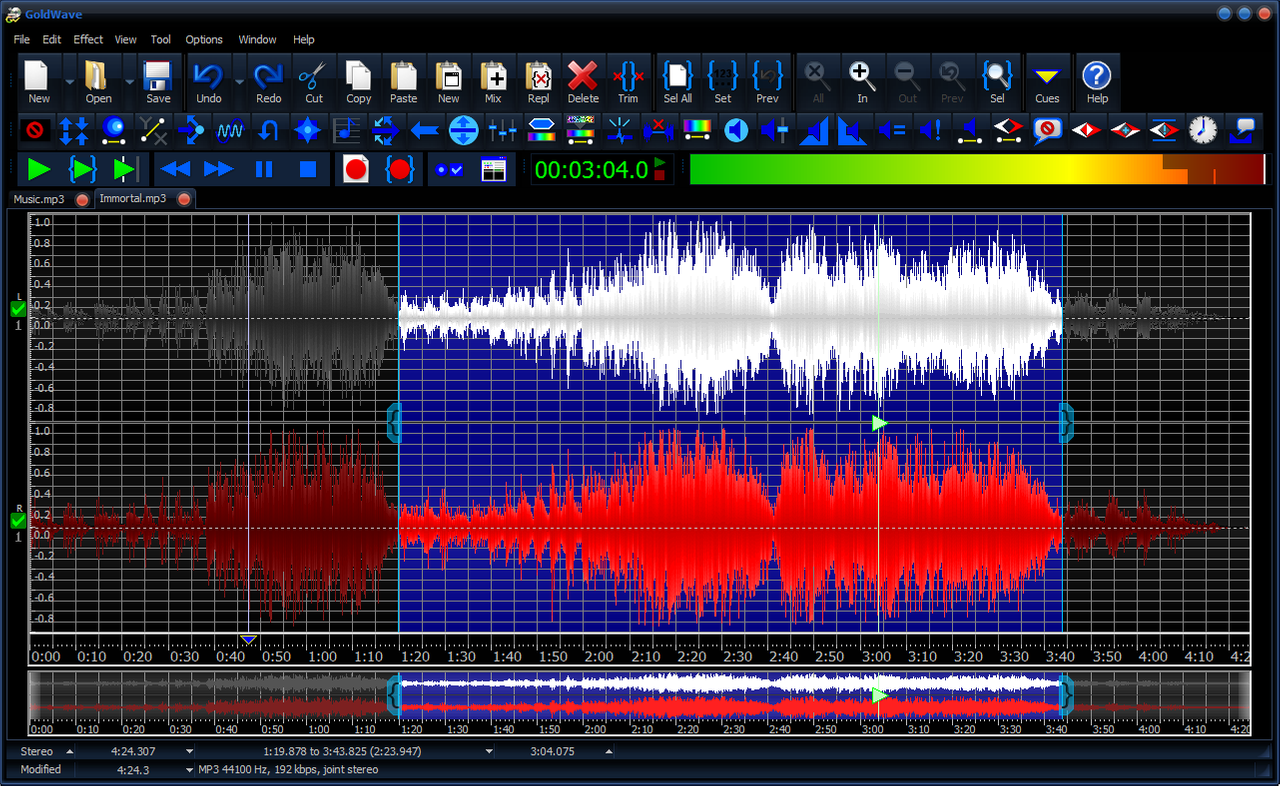 GoldWave
File Edit Effect View Tool Options Window Help
New Open Save Undo Redo Cut Copy Paste New Mix Repl Delete Trim Sel All Set Prev All In Out Prev Sel Cues Help
00:03:04.0
Music.mp3 Immortal.mp3
1.0
0.8
0.6
0.4
L
0.2
1 0.0
-0.2
-0.4
-0.6
-0.8
1.0
0.8
0.6
0.4
R 0.2
1 0.0
-0.2
-0.4
-0.6
-0.8
0:00 0:10 0:20 0:30 0:40 0:50 1:00 1:10 1:20 1:30 1:40 1:50 2:00 2:10 2:20 2:30 2:40 2:50 3:00 3:10 3:20 3:30 3:40 3:50 4:00 4:10 4:2
0:00 0:10 0:20 0:30 0:40 0:50 1:00 1:10 1:20 1:30 1:40 1:50 2:00 2:10 2:20 2:30 2:40 2:50 3:00 3:10 3:20 3:30 3:40 3:50 4:00 4:10 4:20
Stereo 4:24.307 1:19.878 to 3:43.825 (2:23.947) 3:04.075
Modified 4:24.3 MP3 44100 Hz, 192 kbps, joint stereo